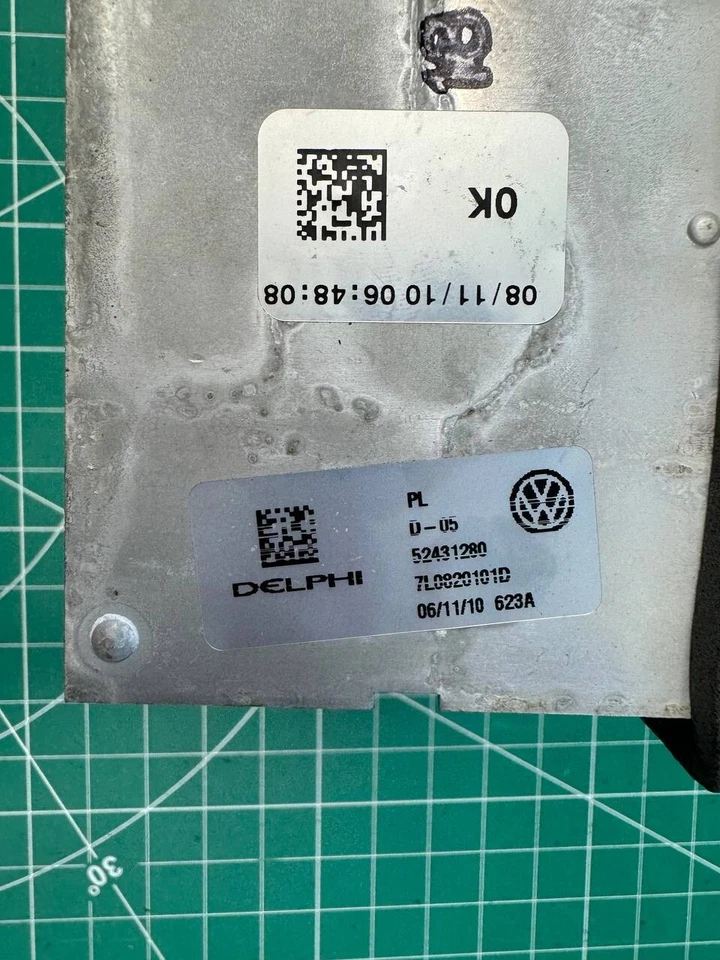 OK
08/11/10 06:48:08
DELPHI
PL
D-05
52431280
7L0820101D
06/11/10 623A
30°